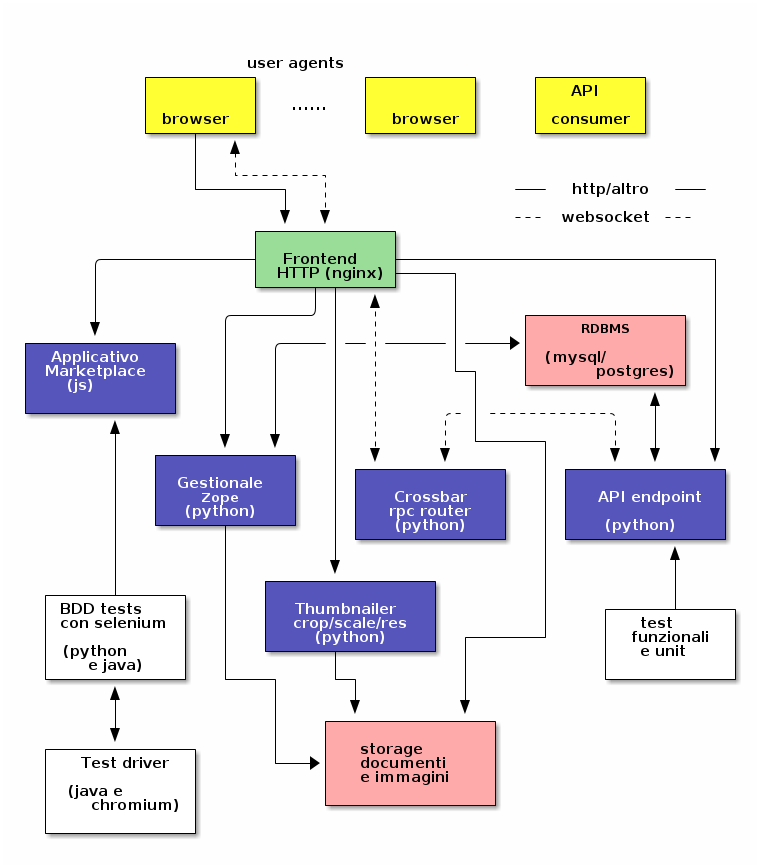 user agents
browser
......
browser
API
consumer
http/altro
websocket
Frontend
HTTP (nginx)
RDBMS
(mysql/
postgres)
Applicativo
Marketplace
(js)
Gestionale
Zope
(python)
Crossbar
rpc router
(python)
API endpoint
(python)
Thumbnailer
crop/scale/res
(python)
BDD tests
con selenium
(python
e java)
test
funzionali
e unit
storage
documenti
e immagini
Test driver
(java e
chromium)